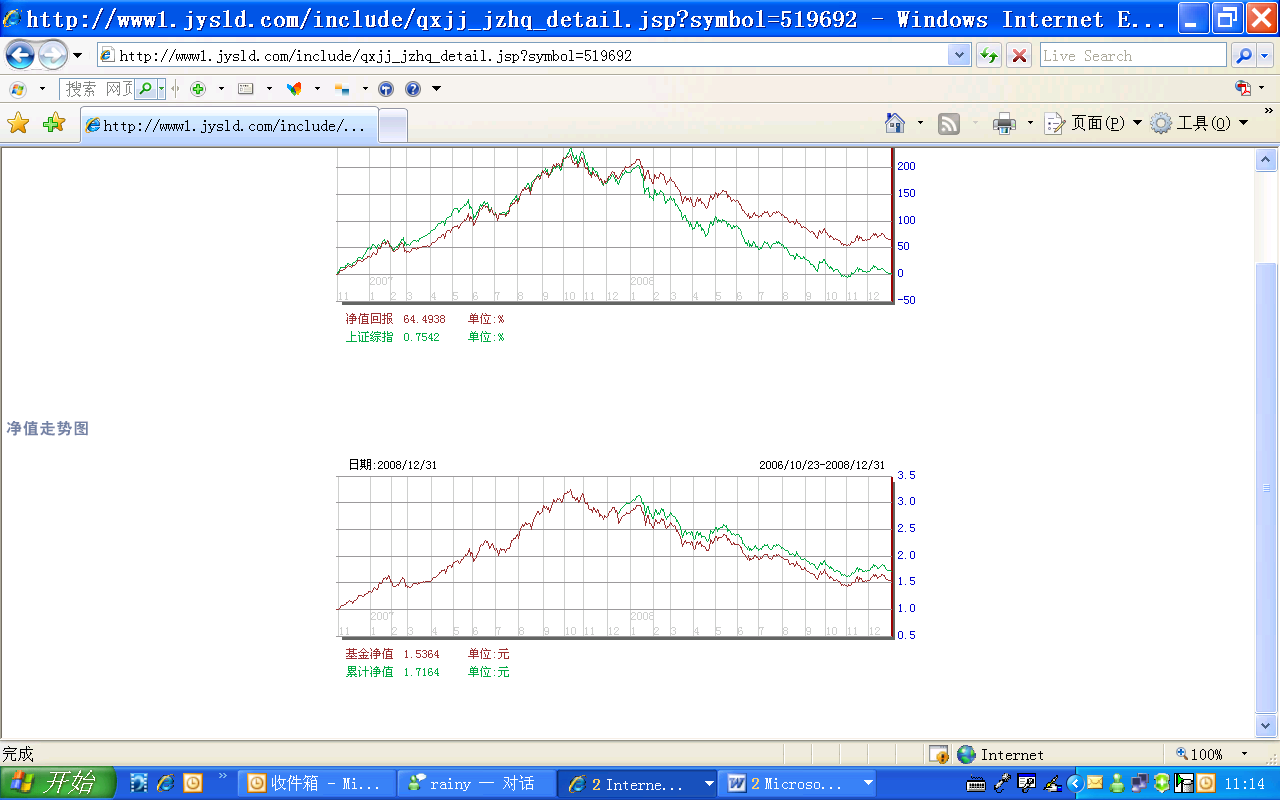 http://www1.jysld.com/include/qxjj_jzhq_detail.jsp?symbol=519692 - Windows Internet E...
http://www1.jysld.com/include/qxjj_jzhq_detail.jsp?symbol=519692
Live Search
搜索 网页
http://www1.jysld.com/include/...
页面(P)
工具(O)
200
150
100
50
0
-50
2007 2008
11 1 2 3 4 5 6 7 8 9 10 11 12 1 2 3 4 5 6 7 8 9 10 11 12
净值回报 64.4938 单位:%
上证综指 0.7542 单位:%
净值走势图
日期:2008/12/31 2006/10/23-2008/12/31
3.5
3.0
2.5
2.0
1.5
1.0
0.5
2007 2008
11 1 2 3 4 5 6 7 8 9 10 11 12 1 2 3 4 5 6 7 8 9 10 11 12
基金净值 1.5364 单位:元
累计净值 1.7164 单位:元
完成 Internet 100%
开始 收件箱 - Mi... rainy — 对话 2 Interne... 2 Microso... 11:14